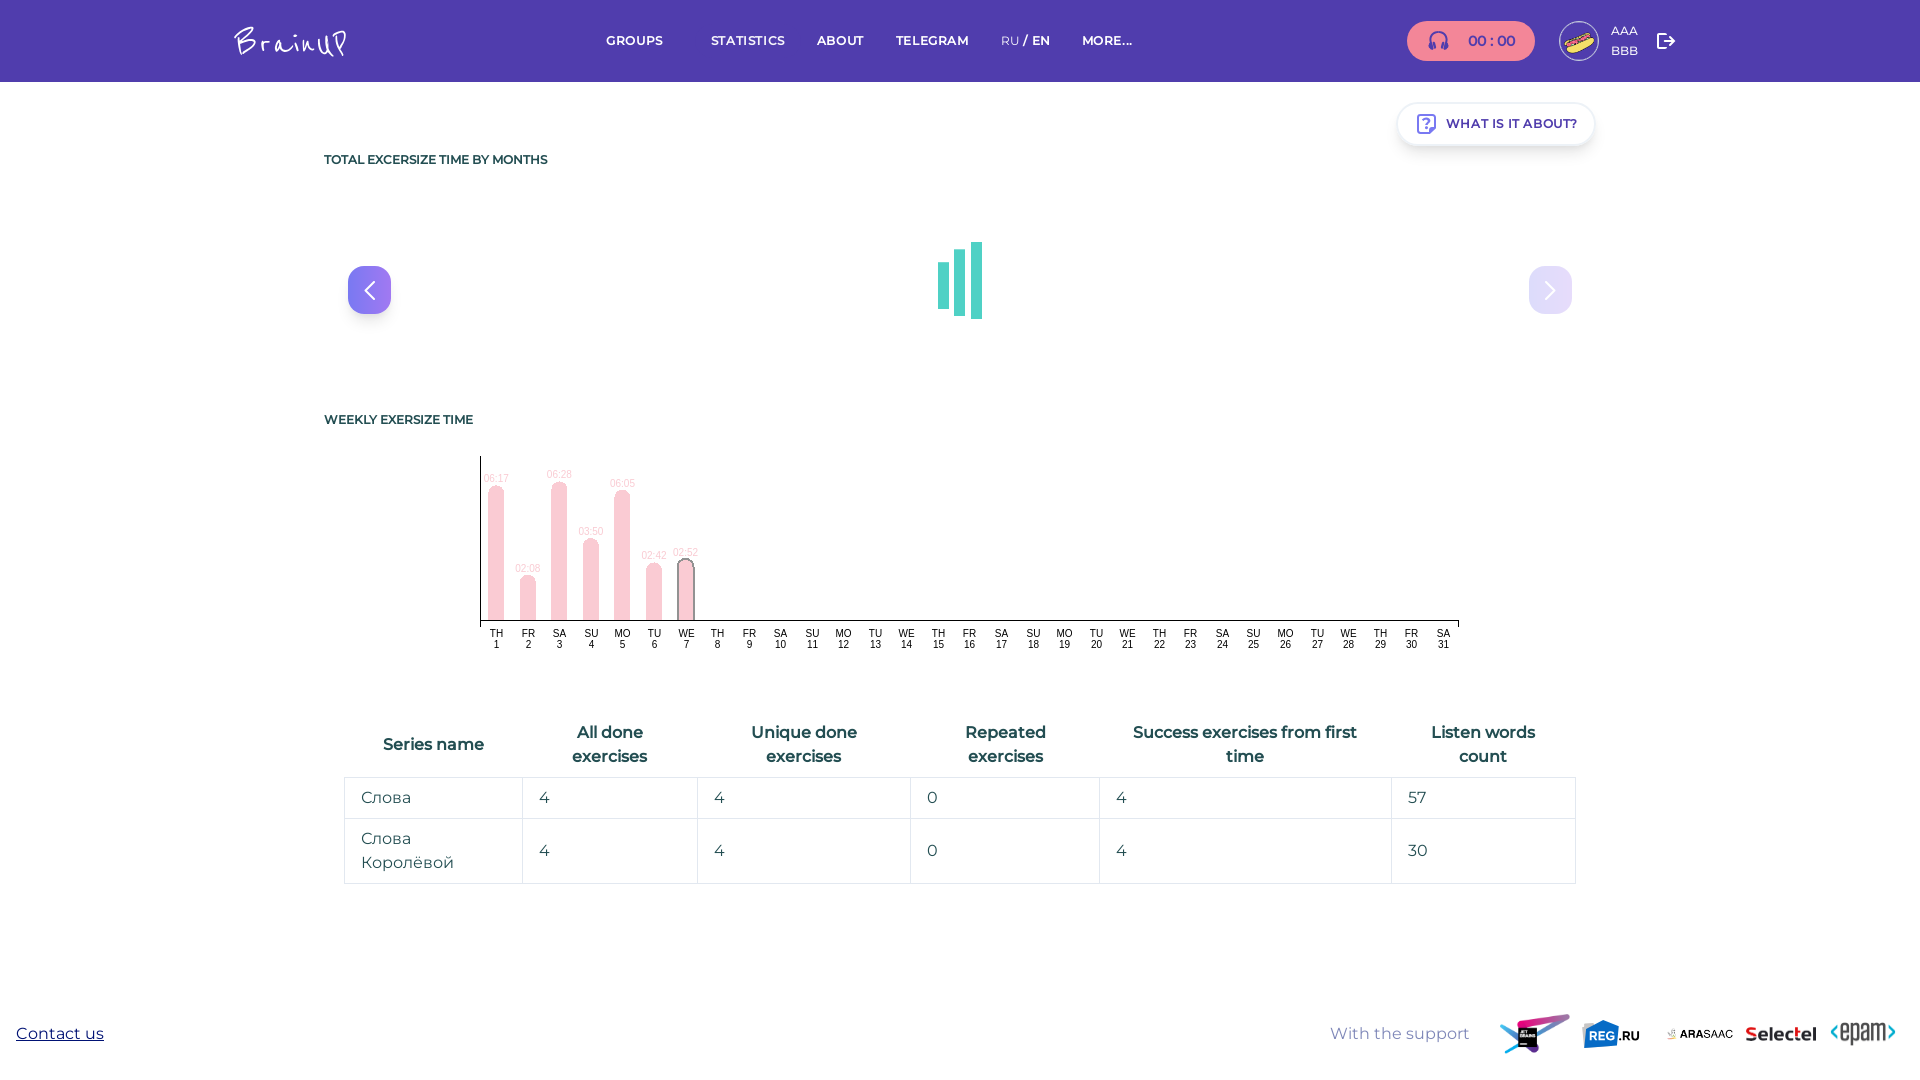 BrainUP
GROUPS
STATISTICS
ABOUT
TELEGRAM
RU / EN
MORE...
00 : 00
AAA
BBB
WHAT IS IT ABOUT?
TOTAL EXCERSIZE TIME BY MONTHS
WEEKLY EXERSIZE TIME
06:17
02:08
06:28
03:50
06:05
02:42
02:52
TH FR SA SU MO TU WE TH FR SA SU MO TU WE TH FR SA SU MO TU WE TH FR SA SU MO TU WE TH FR SA
1 2 3 4 5 6 7 8 9 10 11 12 13 14 15 16 17 18 19 20 21 22 23 24 25 26 27 28 29 30 31
Series name
All done
exercises
Unique done
exercises
Repeated
exercises
Success exercises from first
time
Listen words
count
Слова 4 4 0 4 57
Слова
Королёвой
4 4 0 4 30
Contact us
With the support
REG.RU
ARASAAC
Selectel
<epam>